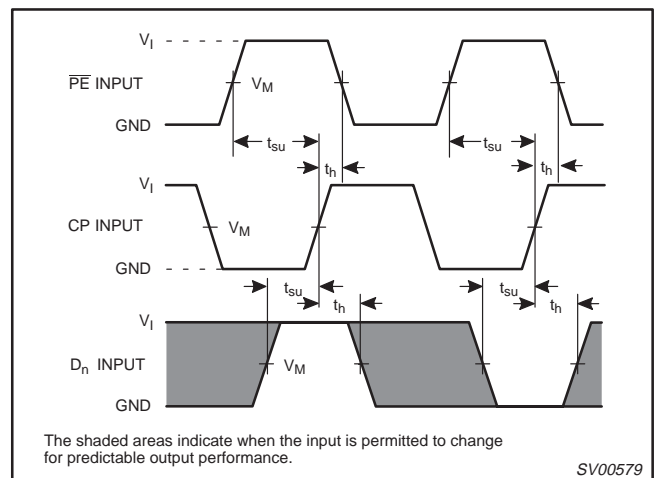 V_I
P̅E̅ INPUT
V_M
GND
t_su
t_su
t_h
t_h
V_I
CP INPUT
V_M
GND
t_su
t_su
t_h
t_h
V_I
D_n INPUT
V_M
GND
The shaded areas indicate when the input is permitted to change
for predictable output performance.
SV00579